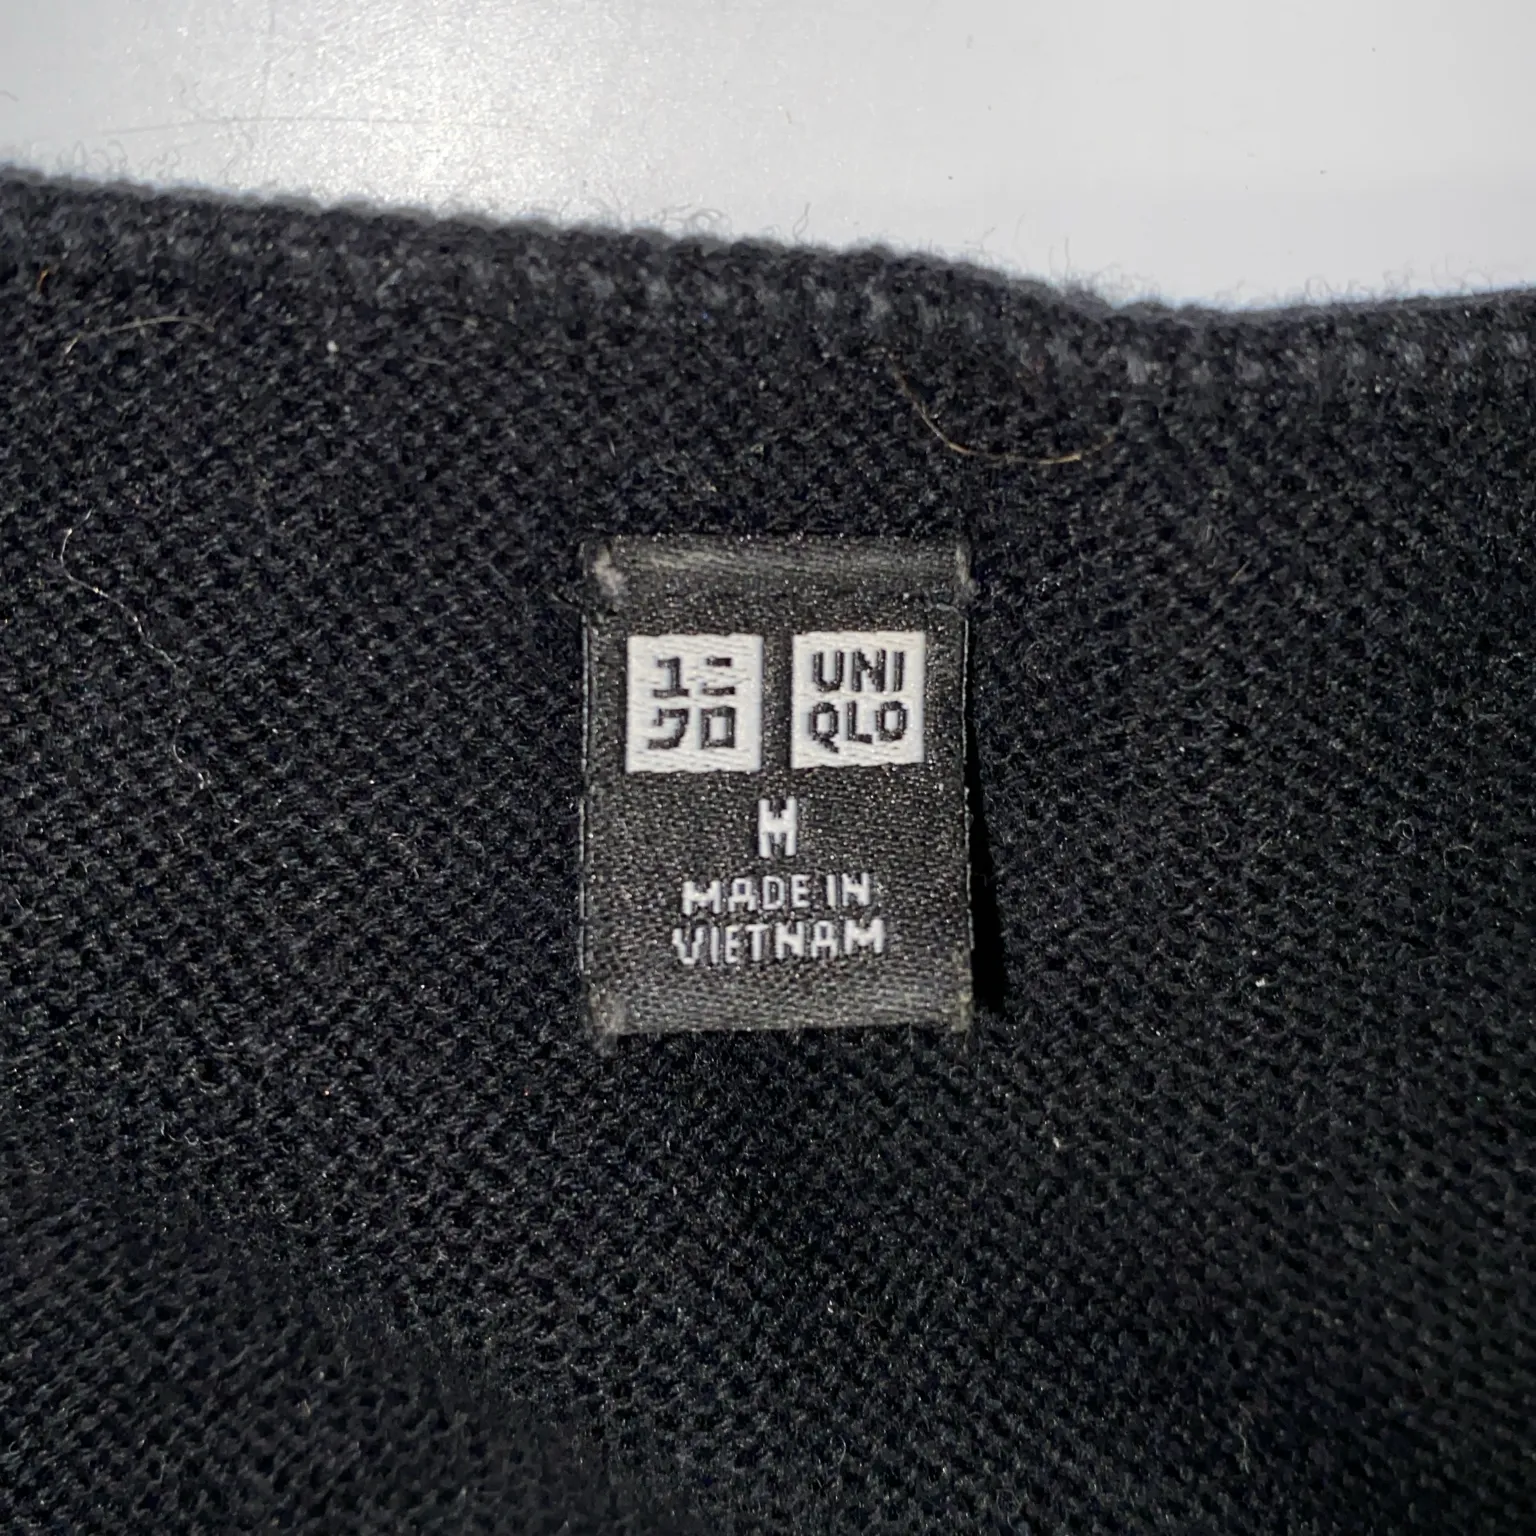 ユニ
クロ
UNI
QLO
M
MADE IN
VIETNAM